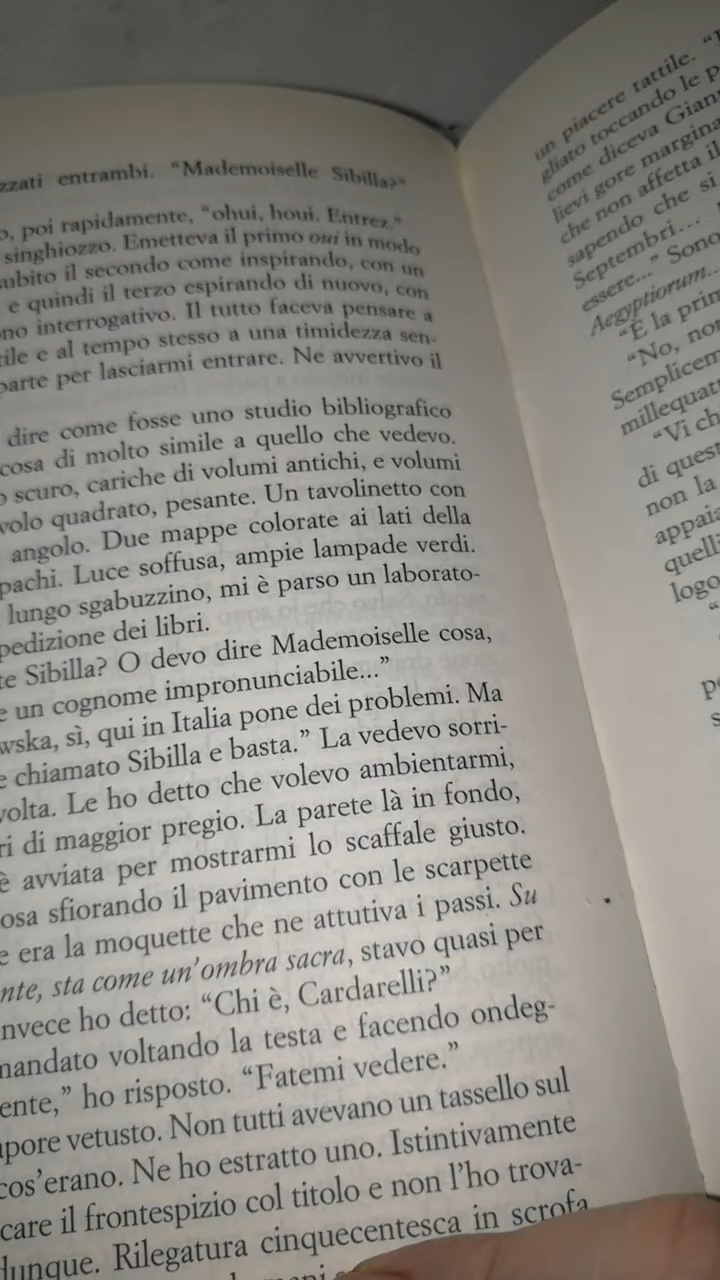 zzati entrambi. “Mademoiselle Sibilla?”
o, poi rapidamente, “ohui, houi. Entrez.”
singhiozzo. Emetteva il primo oui in modo
subito il secondo come inspirando, con un
e quindi il terzo espirando di nuovo, con
no interrogativo. Il tutto faceva pensare a
tile e al tempo stesso a una timidezza sen-
parte per lasciarmi entrare. Ne avvertivo il
dire come fosse uno studio bibliografico
cosa di molto simile a quello che vedevo.
o scuro, cariche di volumi antichi, e volumi
volo quadrato, pesante. Un tavolinetto con
angolo. Due mappe colorate ai lati della
pachi. Luce soffusa, ampie lampade verdi.
lungo sgabuzzino, mi è parso un laborato-
pedizione dei libri.
te Sibilla? O devo dire Mademoiselle cosa,
e un cognome impronunciabile...”
wska, sì, qui in Italia pone dei problemi. Ma
e chiamato Sibilla e basta.” La vedevo sorri-
volta. Le ho detto che volevo ambientarmi,
ri di maggior pregio. La parete là in fondo,
è avviata per mostrarmi lo scaffale giusto.
osa sfiorando il pavimento con le scarpette
e era la moquette che ne attutiva i passi. Su
nte, sta come un’ombra sacra, stavo quasi per
nvece ho detto: “Chi è, Cardarelli?”
mandato voltando la testa e facendo ondeg-
ente,” ho risposto. “Fatemi vedere.”
apore vetusto. Non tutti avevano un tassello sul
cos’erano. Ne ho estratto uno. Istintivamente
care il frontespizio col titolo e non l’ho trova-
dunque. Rilegatura cinquecentesca in scrofa
un piacere tattile. “I
gliato toccando le p
come diceva Giann
lievi gore margina
che non affetta il
sapendo che si
Septembri...
essere...” Sono
Aegyptiorum...
“È la prim
“No, non
Semplicem
millequatt
“Vi ch
di quest
non la
appaia
quelli
logo
“
po
s